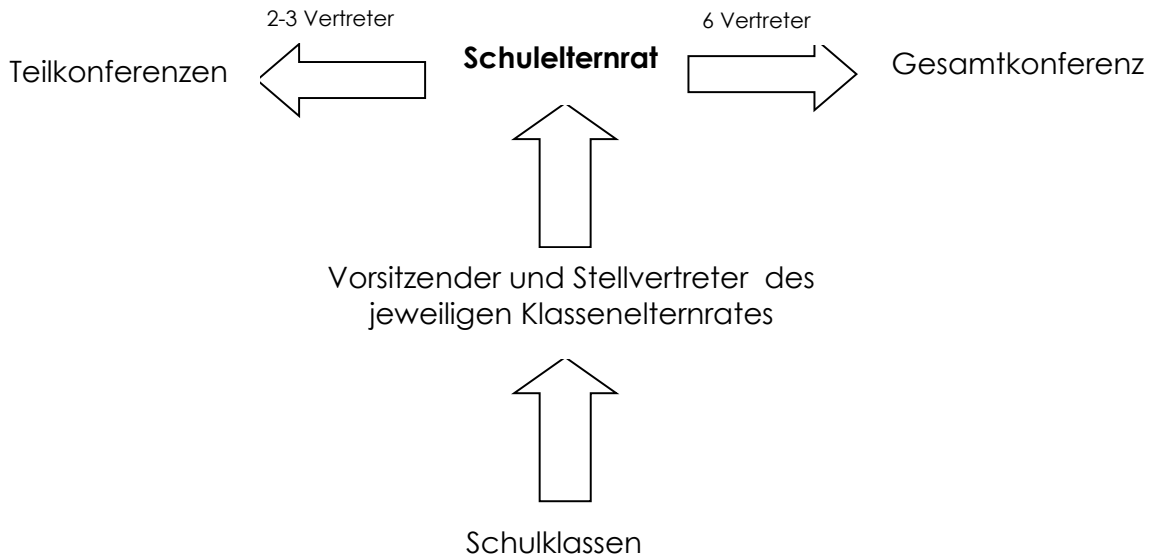 2-3 Vertreter
6 Vertreter
Teilkonferenzen
Schulelternrat
Gesamtkonferenz
Vorsitzender und Stellvertreter  des
jeweiligen Klassenelternrates
Schulklassen